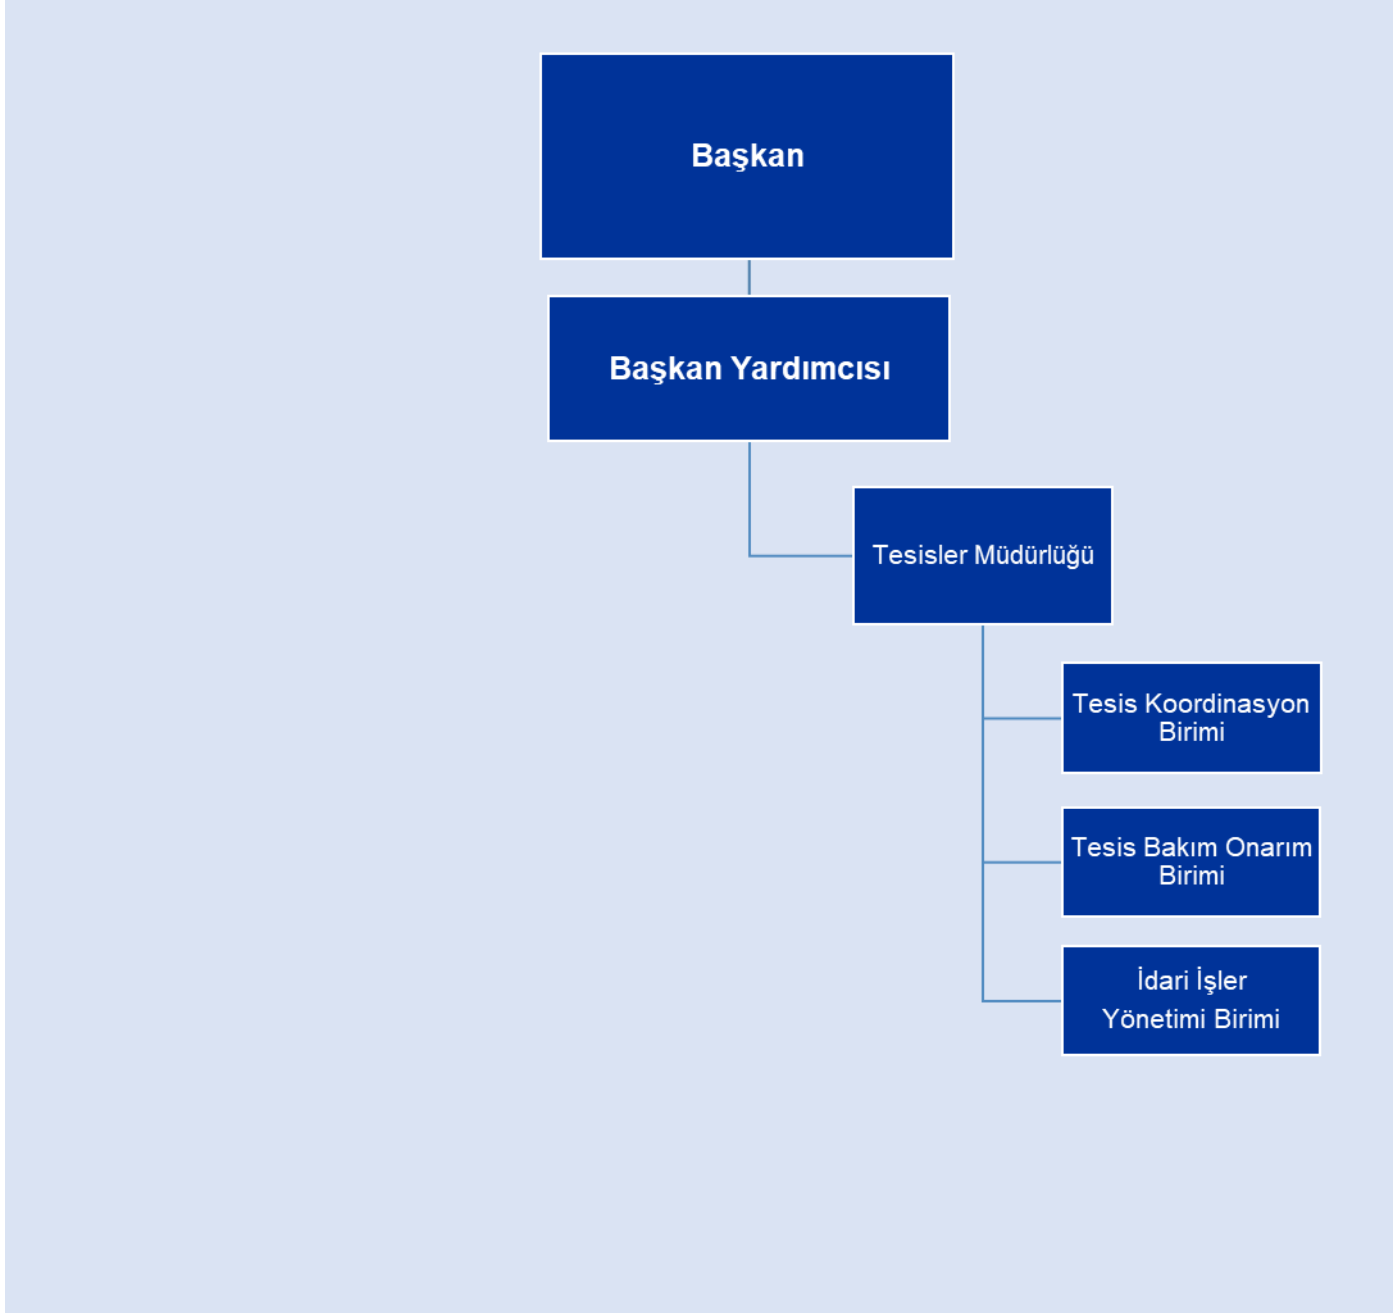 Başkan
Başkan Yardımcısı
Tesisler Müdürlüğü
Tesis Koordinasyon
Birimi
Tesis Bakım Onarım
Birimi
İdari İşler
Yönetimi Birimi